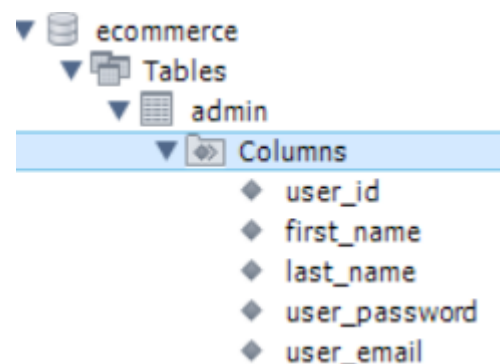 ecommerce
Tables
admin
Columns
user_id
first_name
last_name
user_password
user_email